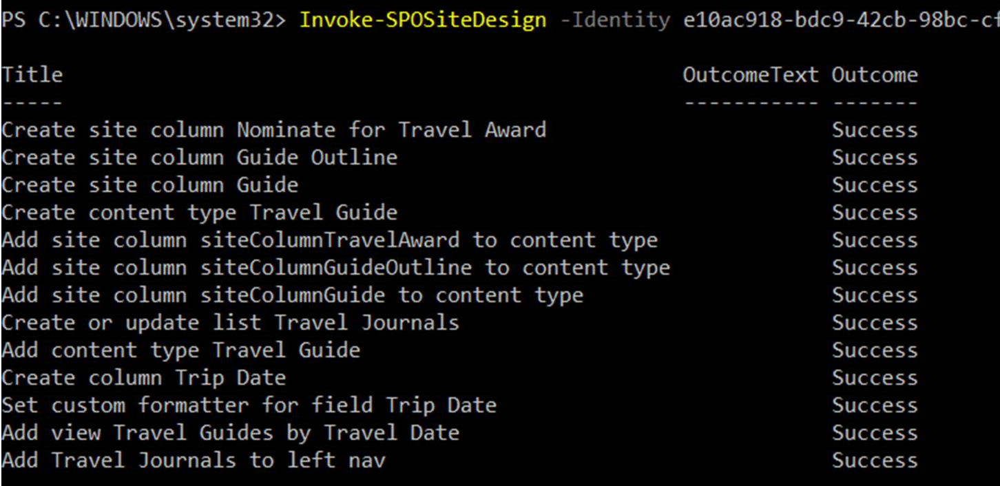 PS C:\WINDOWS\system32> Invoke-SPOSiteDesign -Identity e10ac918-bdc9-42cb-98bc-cf
Title OutcomeText Outcome
----- ----------- -------
Create site column Nominate for Travel Award Success
Create site column Guide Outline Success
Create site column Guide Success
Create content type Travel Guide Success
Add site column siteColumnTravelAward to content type Success
Add site column siteColumnGuideOutline to content type Success
Add site column siteColumnGuide to content type Success
Create or update list Travel Journals Success
Add content type Travel Guide Success
Create column Trip Date Success
Set custom formatter for field Trip Date Success
Add view Travel Guides by Travel Date Success
Add Travel Journals to left nav Success